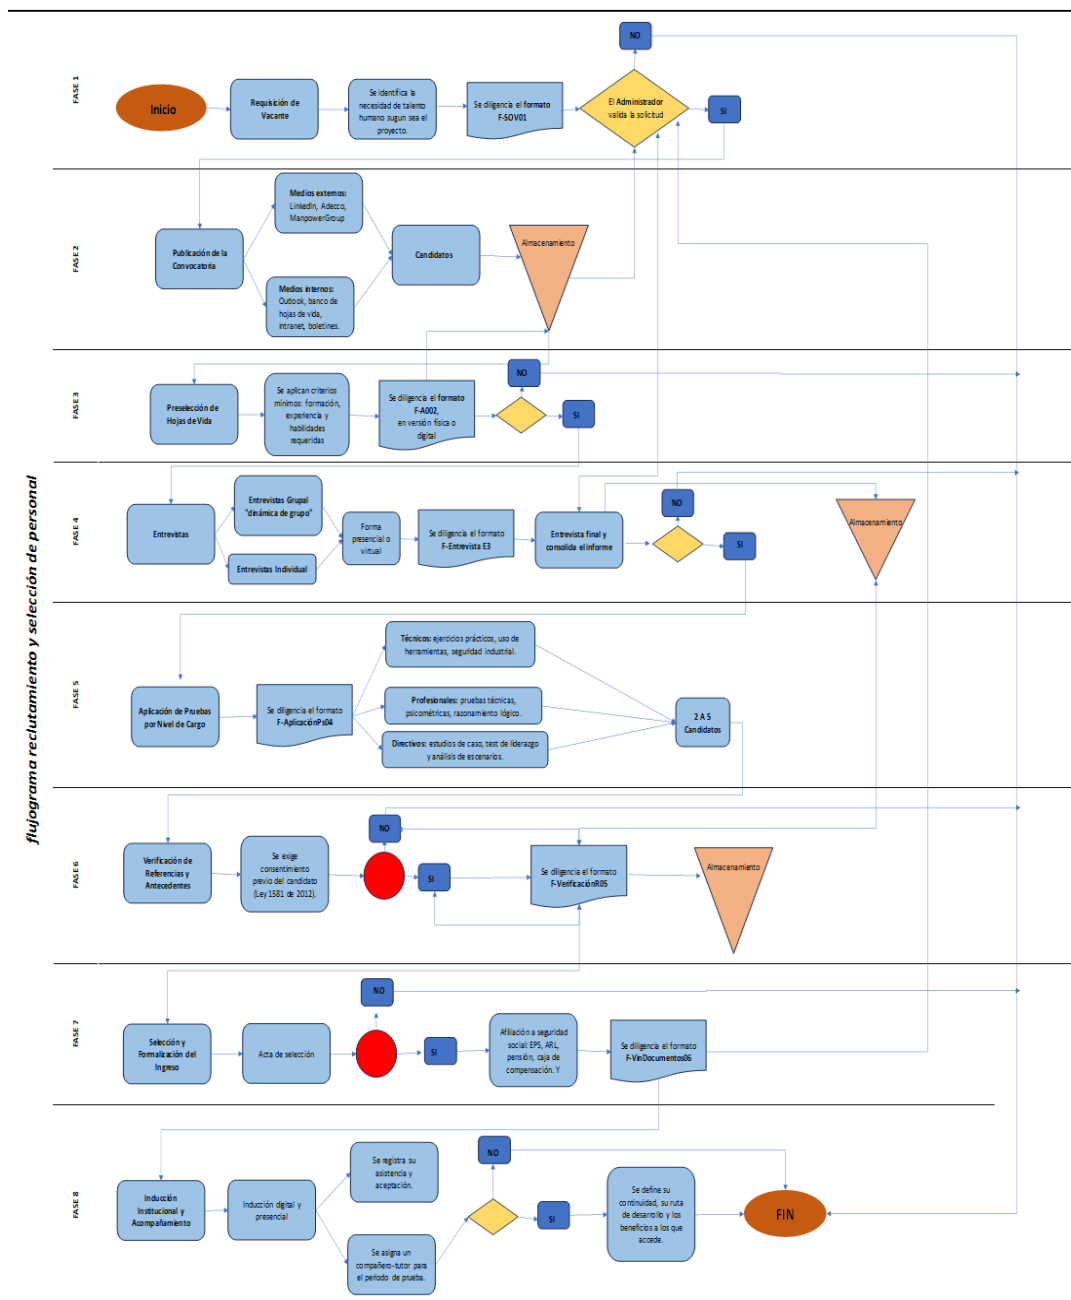 flujograma reclutamiento y selección de personal
FASE 1
Inicio
Requisición de
Vacante
Se identifica la
necesidad de talento
humano sugun sea el
proyecto.
Se diligencia el formato
F-SOV01
El Administrador
valida la solicitud
NO
SI
FASE 2
Publicación de la
Convocatoria
Medios externos:
LinkedIn, Adecco,
ManpowerGroup
Medios internos:
Outlook, banco de
hojas de vida,
intranet, boletines.
Candidatos
Almacenamiento
FASE 3
Preselección de
Hojas de Vida
Se aplican criterios
mínimos: formación,
experiencia y
habilidades
requeridas
Se diligencia el formato
F-A002,
en versión física o
digital
NO
SI
FASE 4
Entrevistas
Entrevistas Grupal
"dinámica de grupo"
Entrevistas Individual
Forma
presencial o
virtual
Se diligencia el formato
F-Entrevista E3
Entrevista final y
consolida el informe
NO
SI
Almacenamiento
FASE 5
Aplicación de Pruebas
por Nivel de Cargo
Se diligencia el formato
F-AplicaciónPs04
Técnicos: ejercicios prácticos, uso de
herramientas, seguridad industrial.
Profesionales: pruebas técnicas,
psicométricas, razonamiento lógico.
Directivos: estudios de caso, test de liderazgo
y análisis de escenarios.
2 A 5
Candidatos
FASE 6
Verificación de
Referencias y
Antecedentes
Se exige
consentimiento
previo del candidato
(Ley 1581 de 2012).
NO
SI
Se diligencia el formato
F-VerificaciónR05
Almacenamiento
FASE 7
Selección y
Formalización del
Ingreso
Acta de selección
NO
SI
Afiliación a seguridad
social: EPS, ARL,
pensión, caja de
compensación. Y
Se diligencia el formato
F-VinDocumentos06
FASE 8
Inducción
Institucional y
Acompañamiento
Inducción digital y
presencial
Se registra su
asistencia y
aceptación.
Se asigna un
compañero-tutor para
el periodo de prueba.
NO
SI
Se define su
continuidad, su ruta
de desarrollo y los
beneficios a los que
accede.
FIN